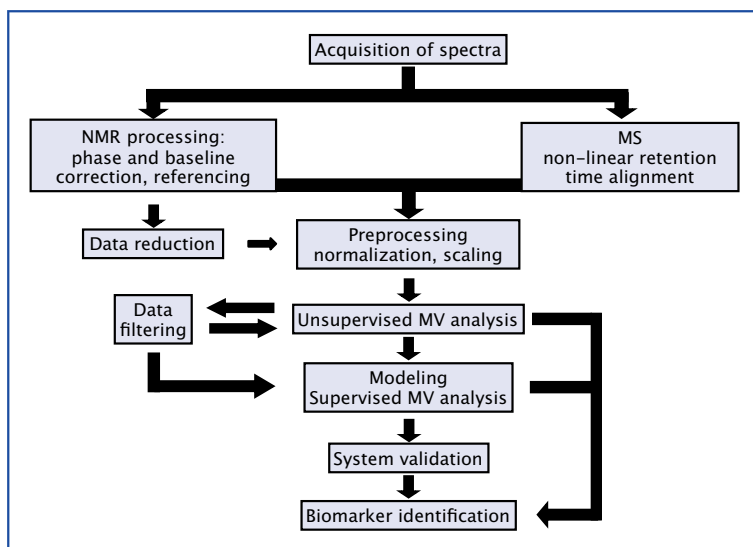 Acquisition of spectra
NMR processing:
phase and baseline
correction, referencing
MS
non-linear retention
time alignment
Data reduction
Preprocessing
normalization, scaling
Data
filtering
Unsupervised MV analysis
Modeling
Supervised MV analysis
System validation
Biomarker identification